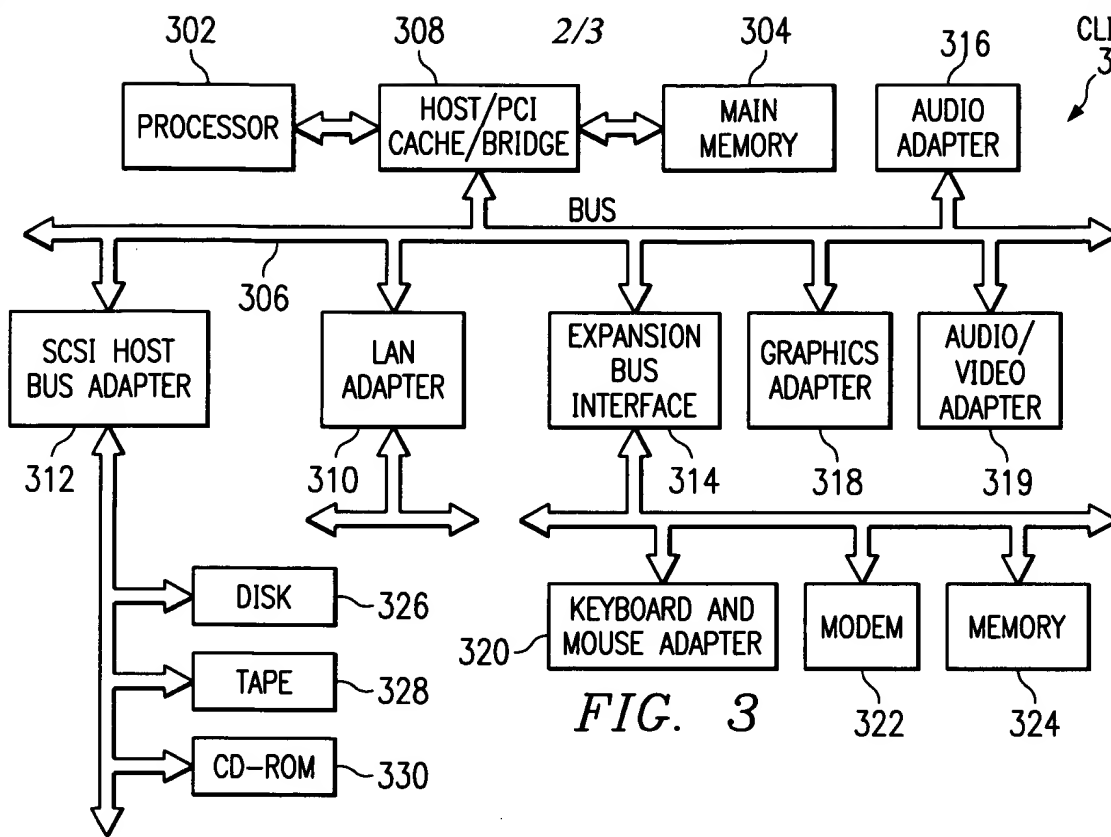 302
308
2/3
304
316
PROCESSOR
HOST/PCI
CACHE/BRIDGE
MAIN
MEMORY
AUDIO
ADAPTER
BUS
306
SCSI HOST
BUS ADAPTER
LAN
ADAPTER
EXPANSION
BUS
INTERFACE
GRAPHICS
ADAPTER
AUDIO/
VIDEO
ADAPTER
312
310
314
318
319
DISK
326
TAPE
328
CD-ROM
330
320
KEYBOARD AND
MOUSE ADAPTER
MODEM
MEMORY
322
324
FIG. 3